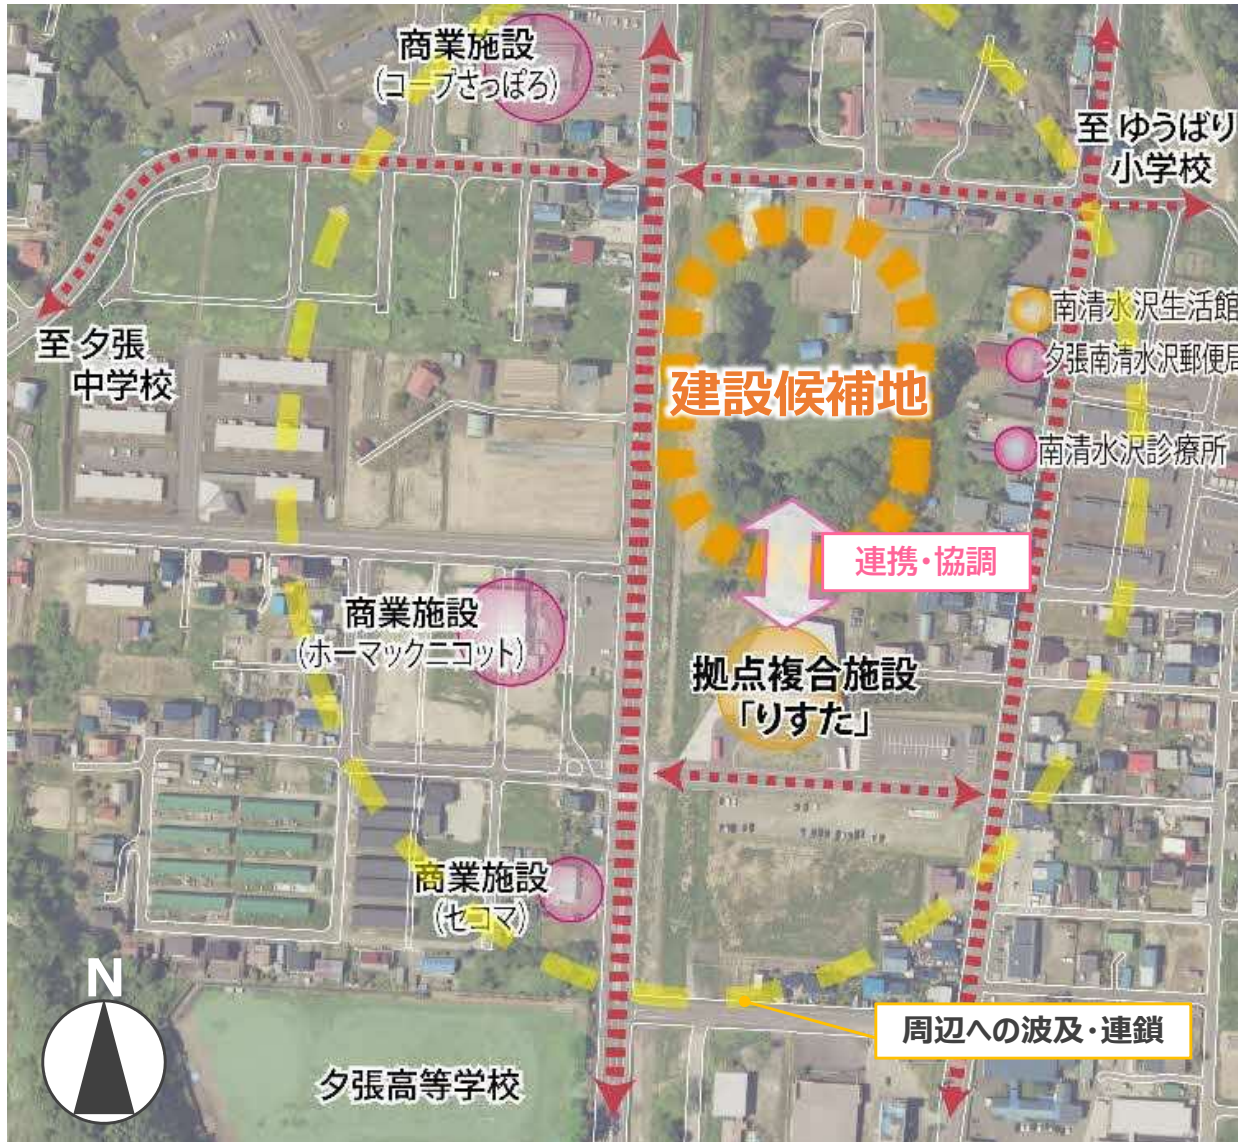 商業施設
(コープさっぽろ)
至 ゆうばり
小学校
南清水沢生活館
至 夕張
中学校
夕張南清水沢郵便局
建設候補地
南清水沢診療所
連携・協調
商業施設
(ホーマックニコット)
拠点複合施設
「りすた」
商業施設
(セコマ)
N
周辺への波及・連鎖
夕張高等学校